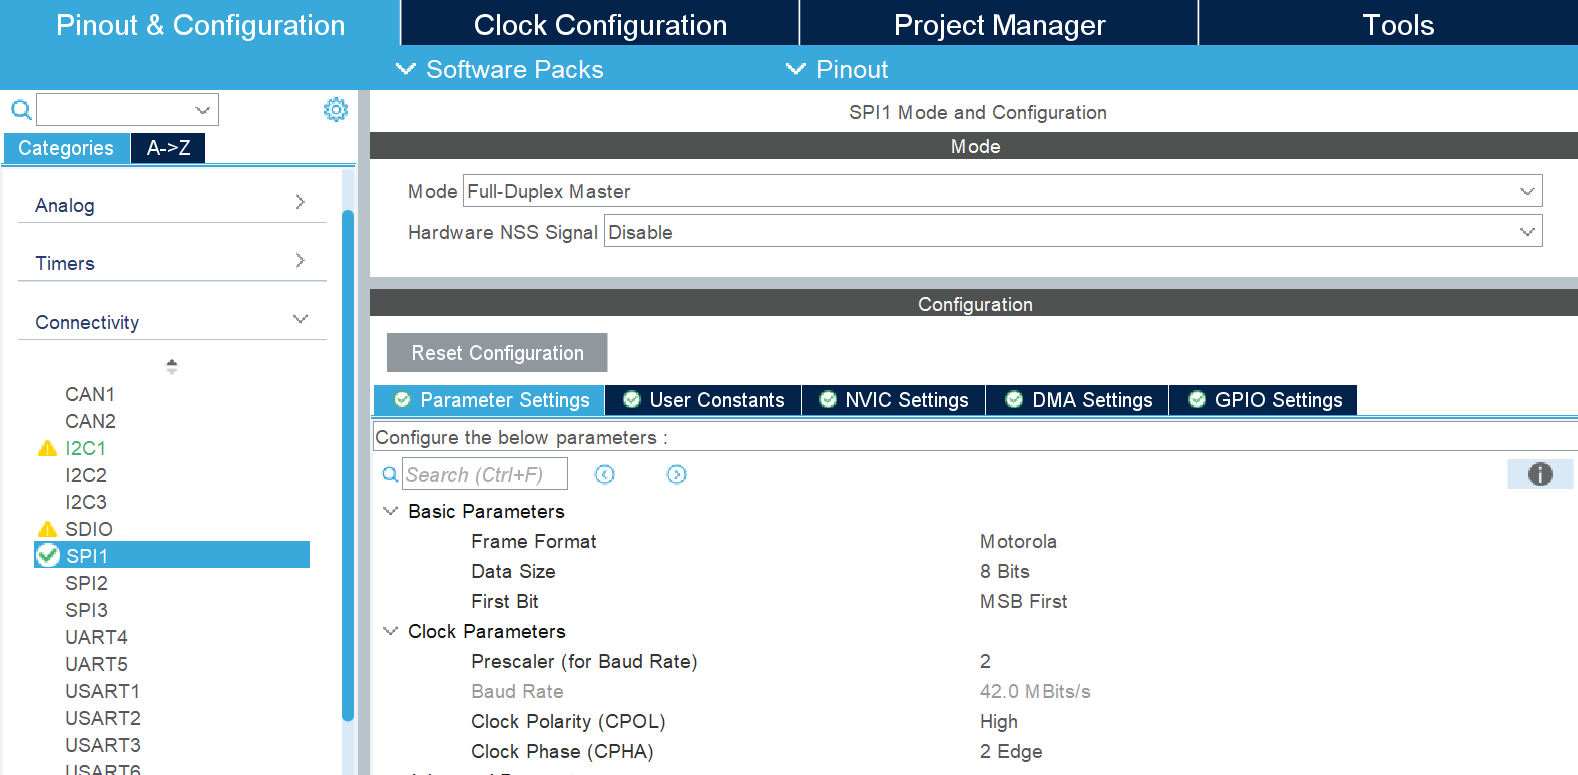 Pinout & Configuration
Clock Configuration
Project Manager
Tools
Software Packs
Pinout
Categories
A->Z
Analog
Timers
Connectivity
CAN1
CAN2
I2C1
I2C2
I2C3
SDIO
SPI1
SPI2
SPI3
UART4
UART5
USART1
USART2
USART3
USART6
SPI1 Mode and Configuration
Mode
Mode Full-Duplex Master
Hardware NSS Signal Disable
Configuration
Reset Configuration
Parameter Settings
User Constants
NVIC Settings
DMA Settings
GPIO Settings
Configure the below parameters :
Search (Ctrl+F)
Basic Parameters
Frame Format Motorola
Data Size 8 Bits
First Bit MSB First
Clock Parameters
Prescaler (for Baud Rate) 2
Baud Rate 42.0 MBits/s
Clock Polarity (CPOL) High
Clock Phase (CPHA) 2 Edge